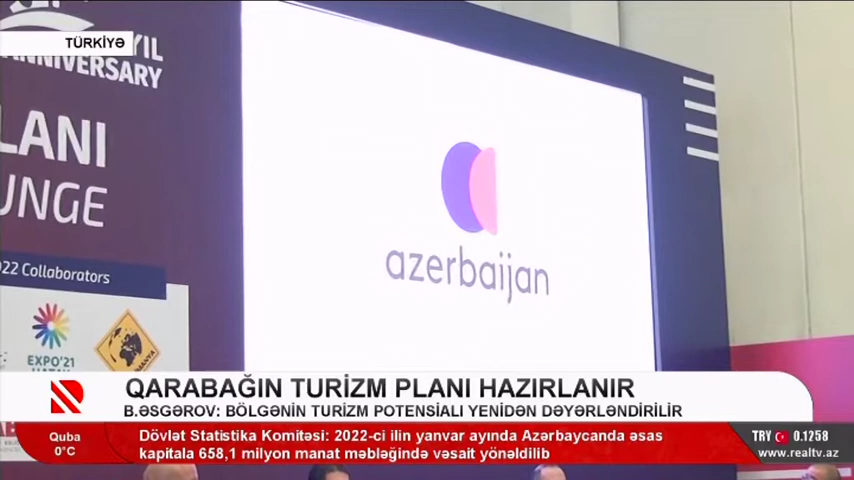 TÜRKİYƏ
YIL
ANNIVERSARY
LANI
UNGE
022 Collaborators
EXPO'21
HATAY
azerbaijan
QARABAĞIN TURİZM PLANI HAZIRLANIR
B.ƏSGƏROV: BÖLGƏNİN TURİZM POTENSİALI YENİDƏN DƏYƏRLƏNDİRİLİR
Quba
0°C
Dövlət Statistika Komitəsi: 2022-ci ilin yanvar ayında Azərbaycanda əsas
kapitala 658,1 milyon manat məbləğində vəsait yönəldilib
TRY 0.1258
www.realtv.az